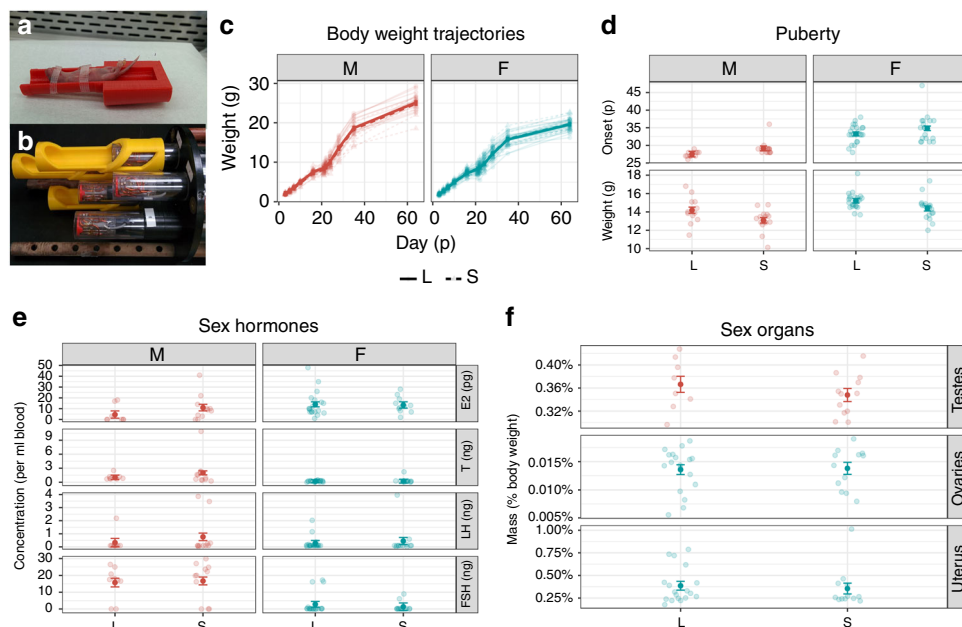 a
b
c
Body weight trajectories
M
F
Weight (g)
30
20
10
0
0 20 40 60
0 20 40 60
Day (p)
L S
d
Puberty
M
F
Onset (p)
45
40
35
30
25
Weight (g)
18
16
14
12
10
L S
L S
e
Sex hormones
M
F
Concentration (per ml blood)
50
40
30
20
10
0
E2 (pg)
9
6
3
0
T (ng)
4
2
1
0
LH (ng)
30
20
10
0
FSH (ng)
L S
L S
f
Sex organs
Mass (% body weight)
0.40%
0.36%
0.32%
Testes
0.015%
0.010%
0.005%
Ovaries
1.00%
0.75%
0.50%
0.25%
Uterus
L S